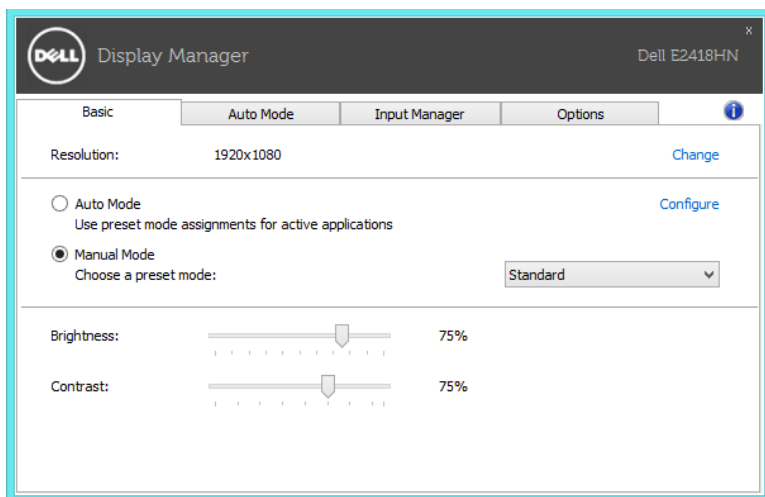 DELL Display Manager Dell E2418HN x
Basic Auto Mode Input Manager Options i
Resolution: 1920x1080 Change
Auto Mode Configure
Use preset mode assignments for active applications
Manual Mode
Choose a preset mode: Standard
Brightness: 75%
Contrast: 75%